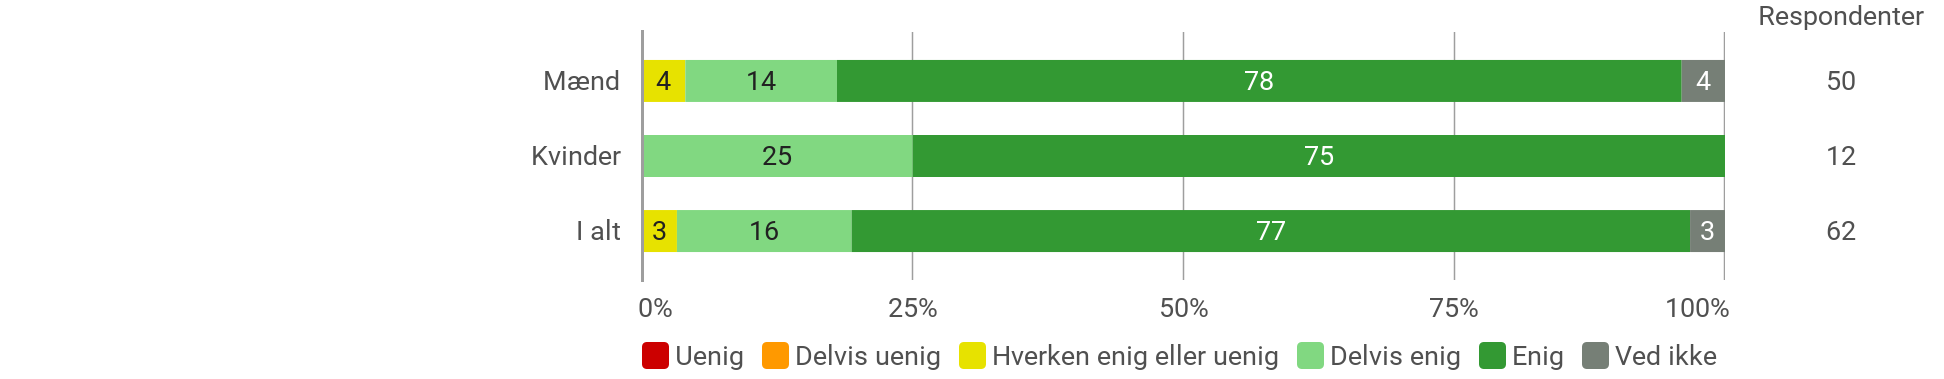 Respondenter
Mænd 4 14 78 4 50
Kvinder 25 75 12
I alt 3 16 77 3 62
0% 25% 50% 75% 100%
Uenig Delvis uenig Hverken enig eller uenig Delvis enig Enig Ved ikke